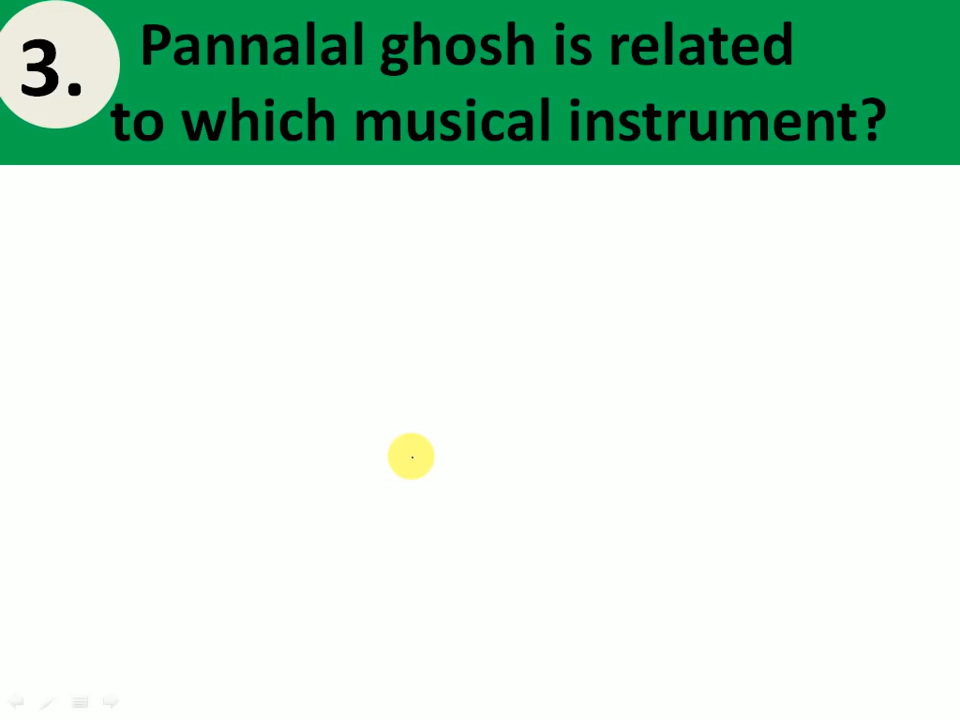 3. Pannalal ghosh is related
to which musical instrument?